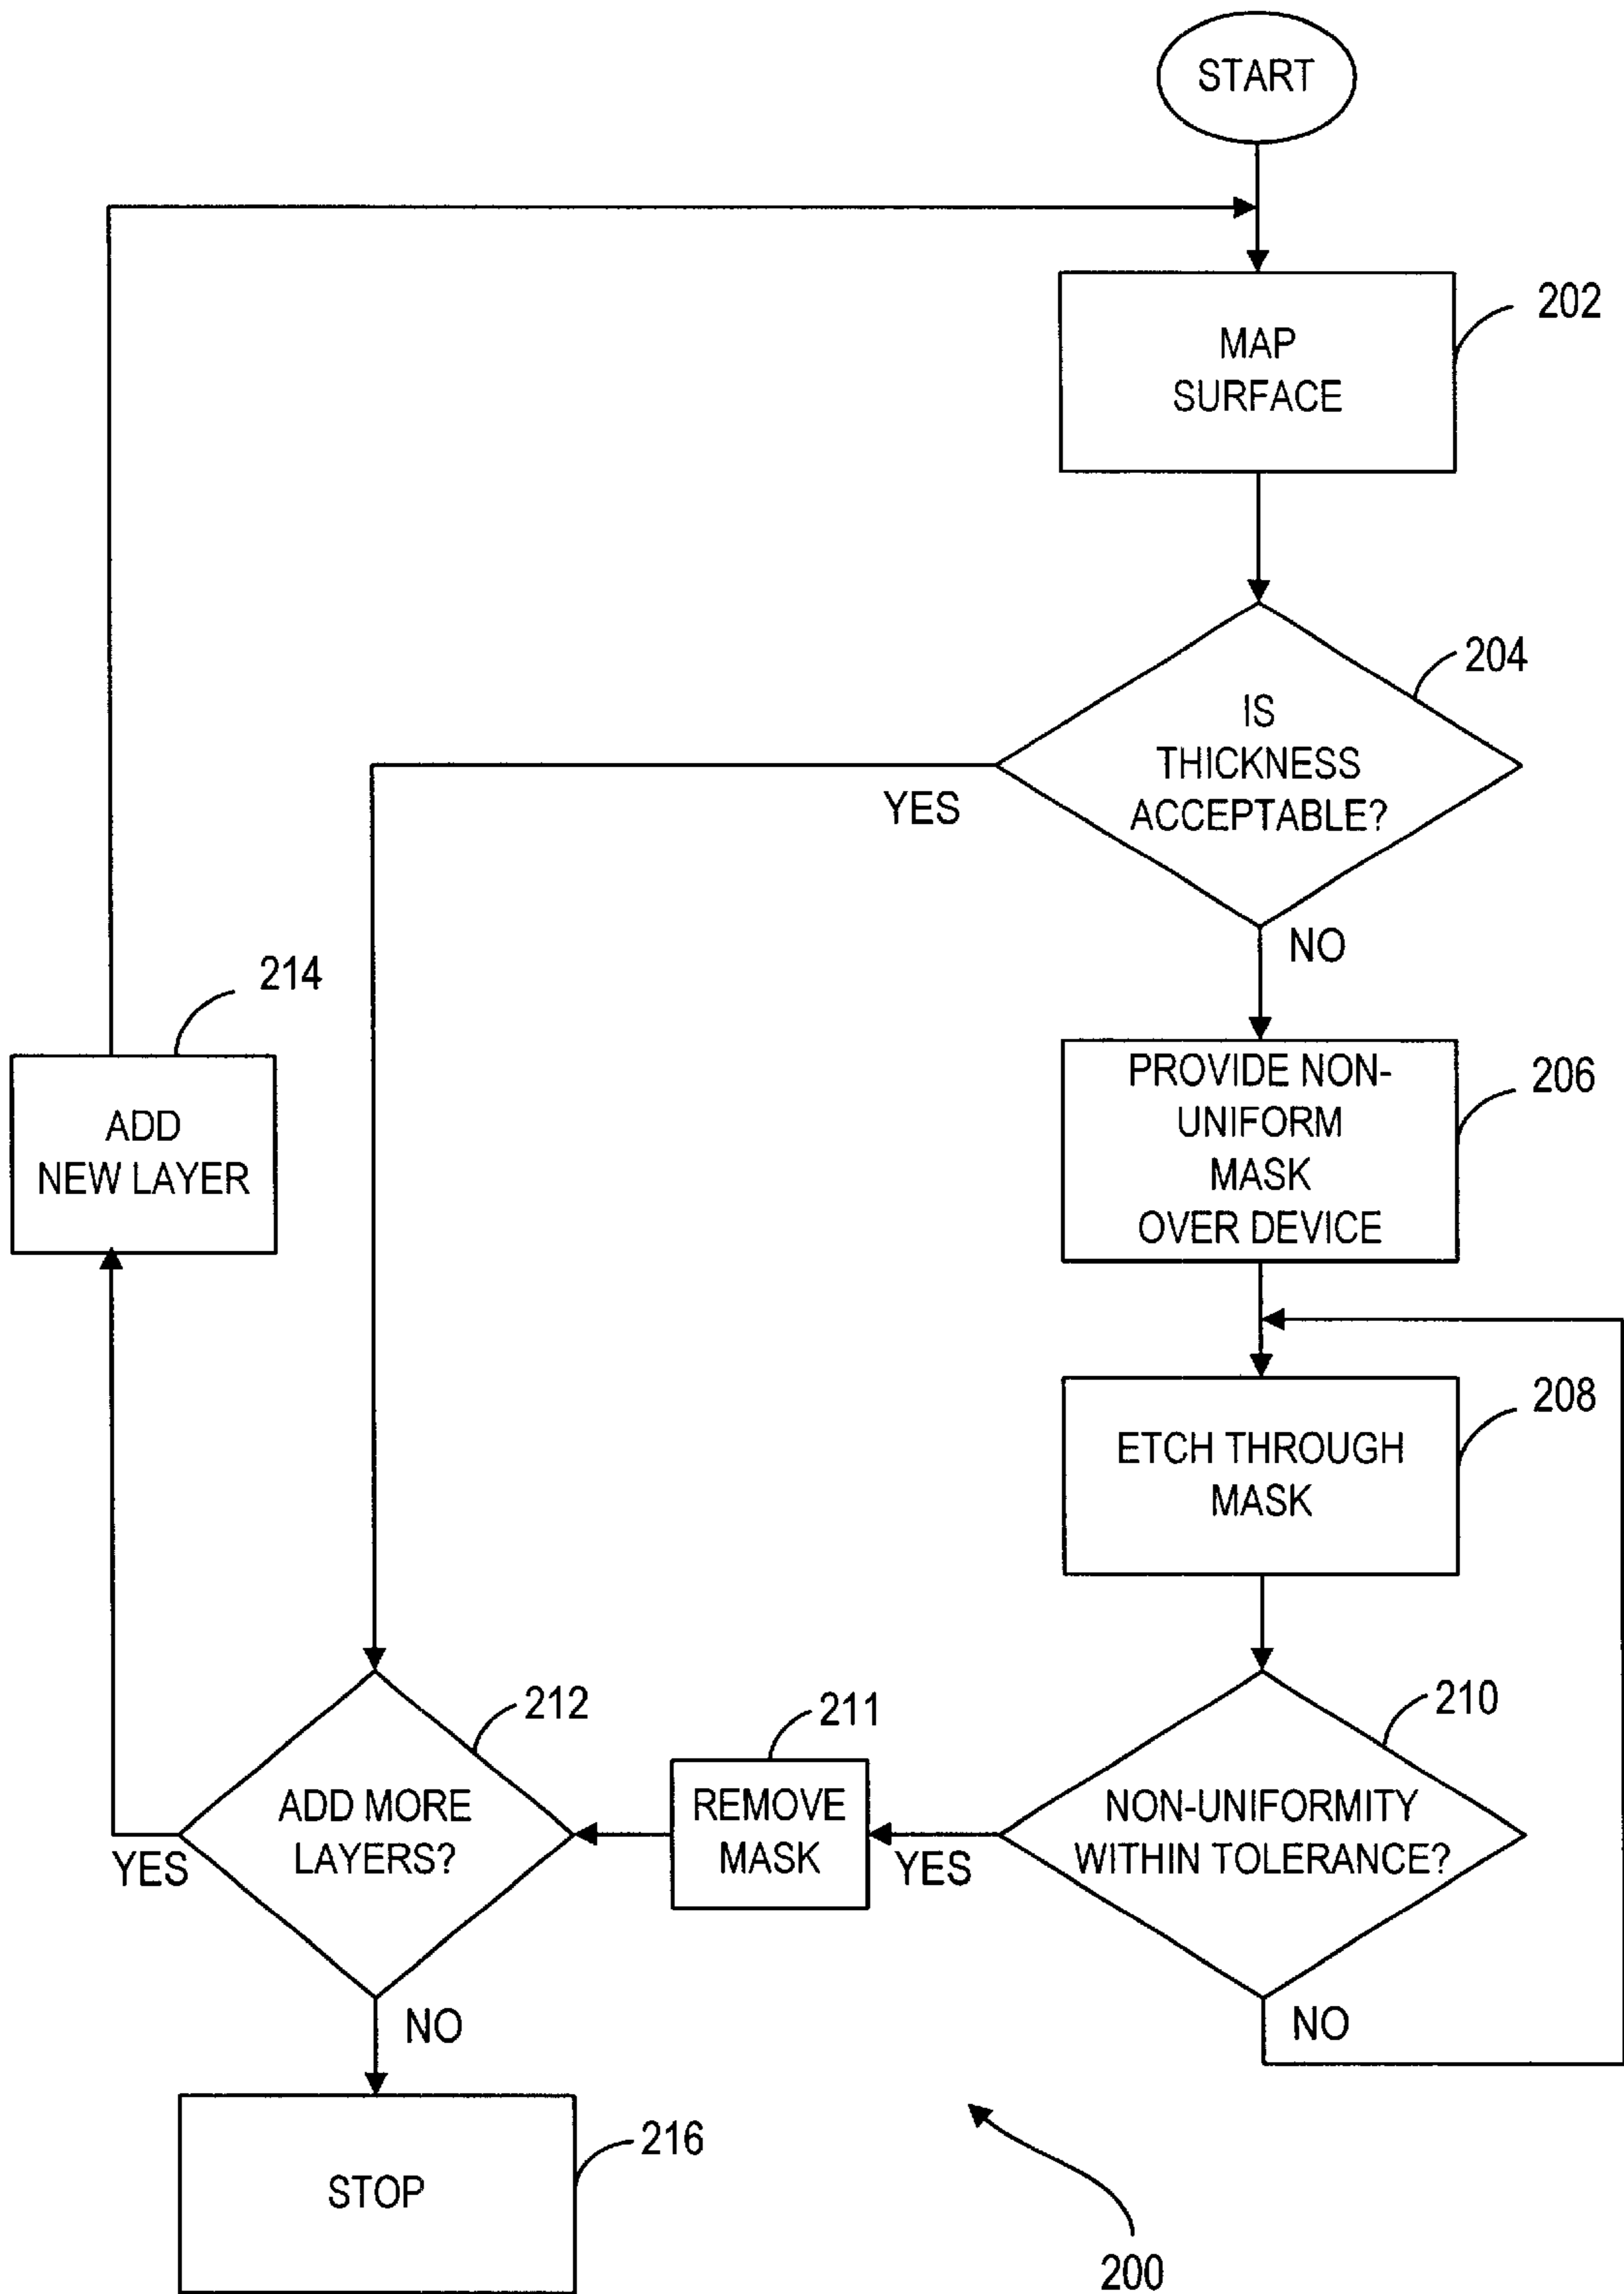 START
202
MAP
SURFACE
204
IS
THICKNESS
ACCEPTABLE?
YES
NO
214
ADD
NEW LAYER
206
PROVIDE NON-
UNIFORM
MASK
OVER DEVICE
208
ETCH THROUGH
MASK
212
ADD MORE
LAYERS?
YES
NO
211
REMOVE
MASK
210
NON-UNIFORMITY
WITHIN TOLERANCE?
YES
NO
216
STOP
200